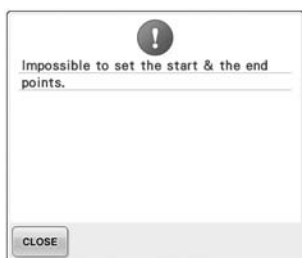 Impossible to set the start & the end
points.
CLOSE